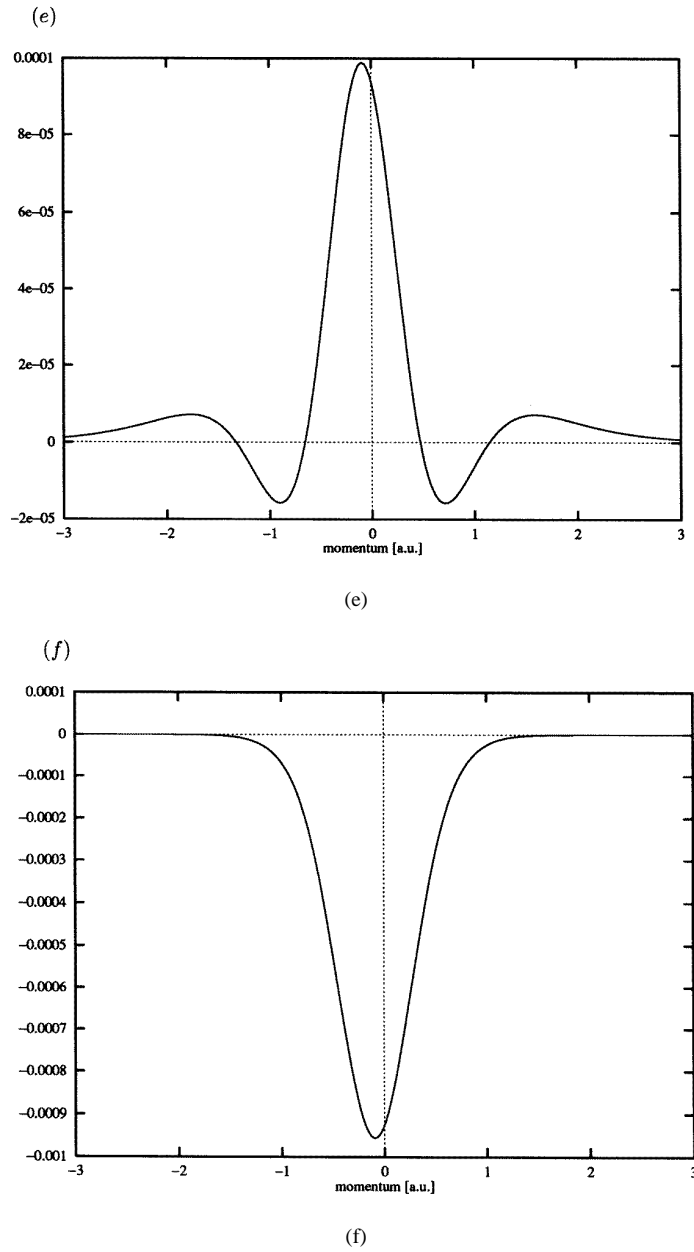 (e)
0.0001
8e−05
6e−05
4e−05
2e−05
0
−2e−05
−3 −2 −1 0 1 2 3
momentum [a.u.]
(e)
(f)
0.0001
0
−0.0001
−0.0002
−0.0003
−0.0004
−0.0005
−0.0006
−0.0007
−0.0008
−0.0009
−0.001
−3 −2 −1 0 1 2 3
momentum [a.u.]
(f)